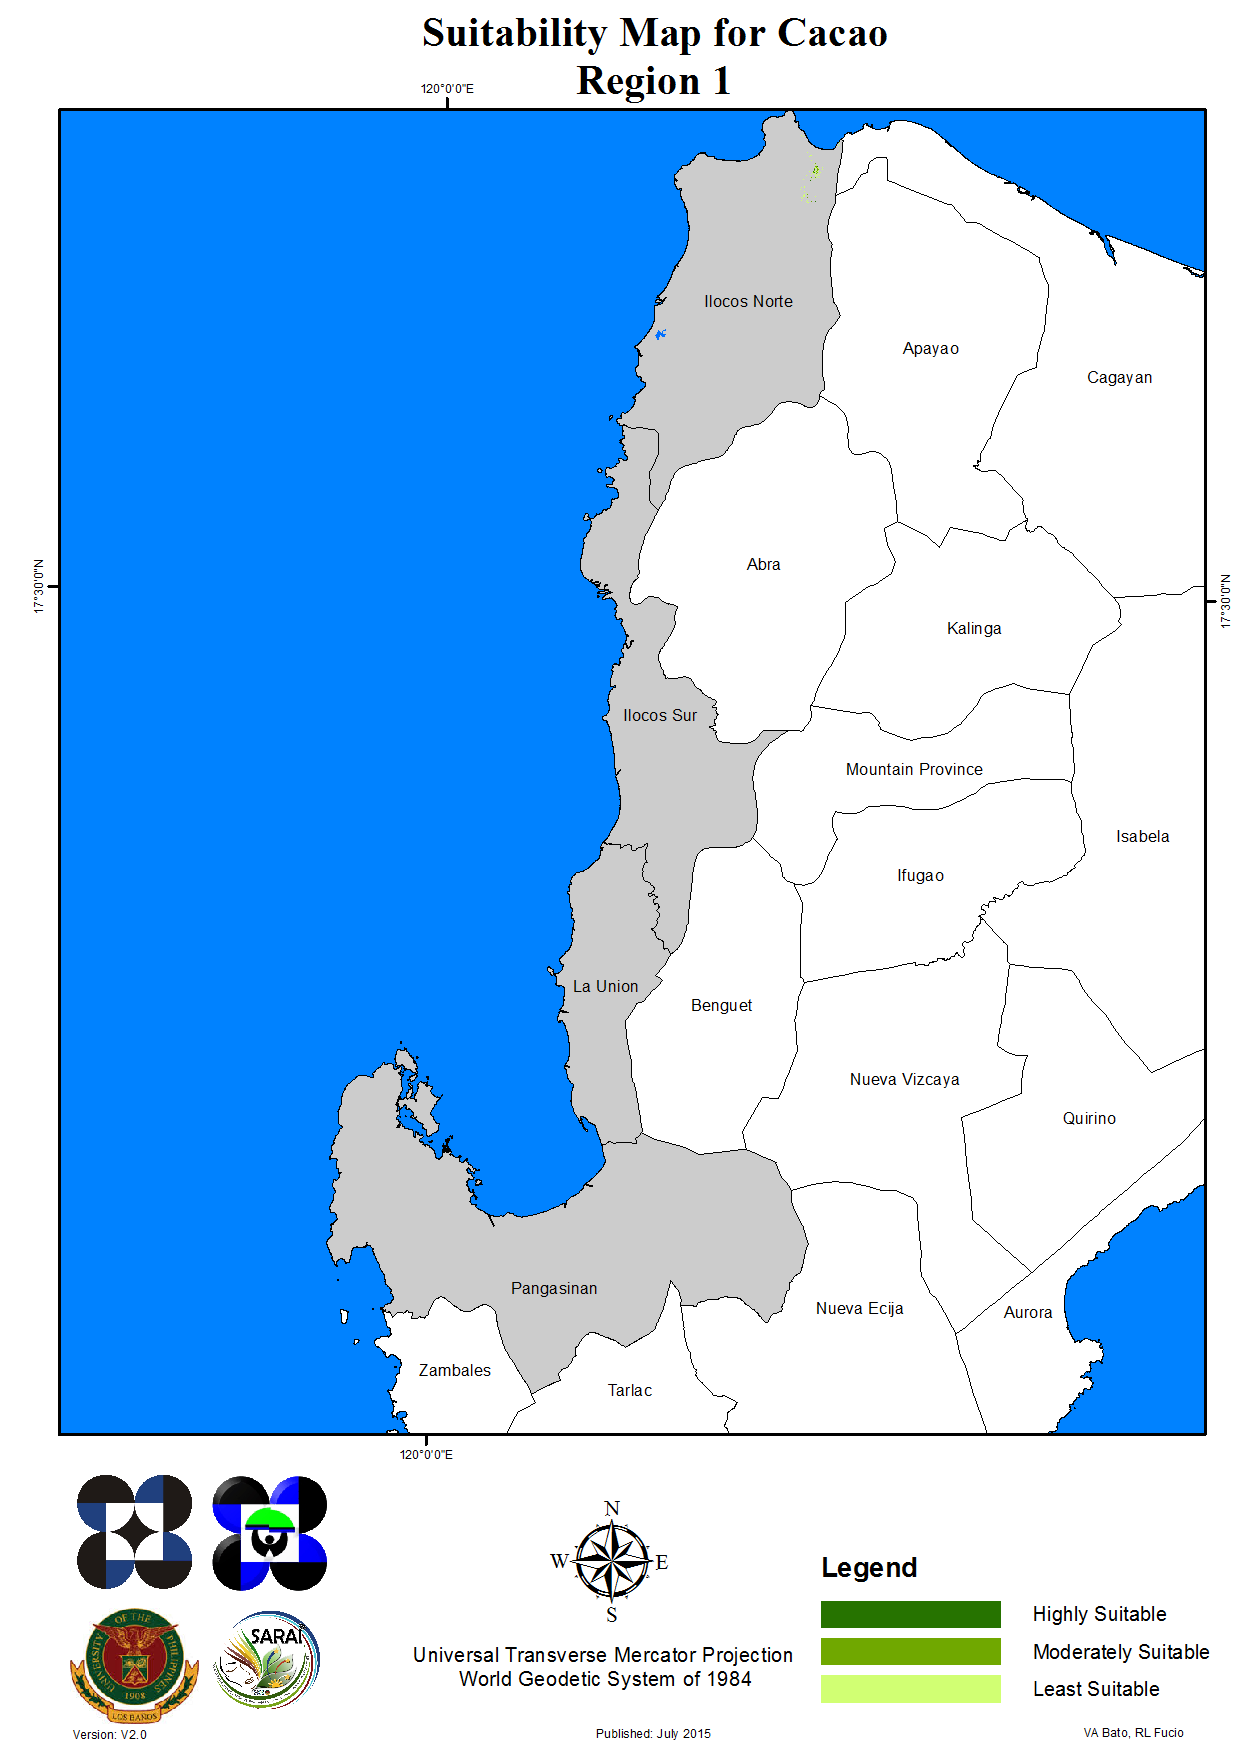 Suitability Map for Cacao
Region 1
120°0'0"E
Ilocos Norte
Apayao
Cagayan
Abra
17°30'0"N
17°30'0"N
Kalinga
Ilocos Sur
Mountain Province
Isabela
Ifugao
La Union
Benguet
Nueva Vizcaya
Quirino
Pangasinan
Nueva Ecija
Aurora
Zambales
Tarlac
120°0'0"E
N
W
E
S
Legend
Highly Suitable
Moderately Suitable
Least Suitable
UNIVERSITY OF THE PHILIPPINES
1908
LOS BAÑOS
SARAI
Universal Transverse Mercator Projection
World Geodetic System of 1984
Version: V2.0
Published: July 2015
VA Bato, RL Fucio